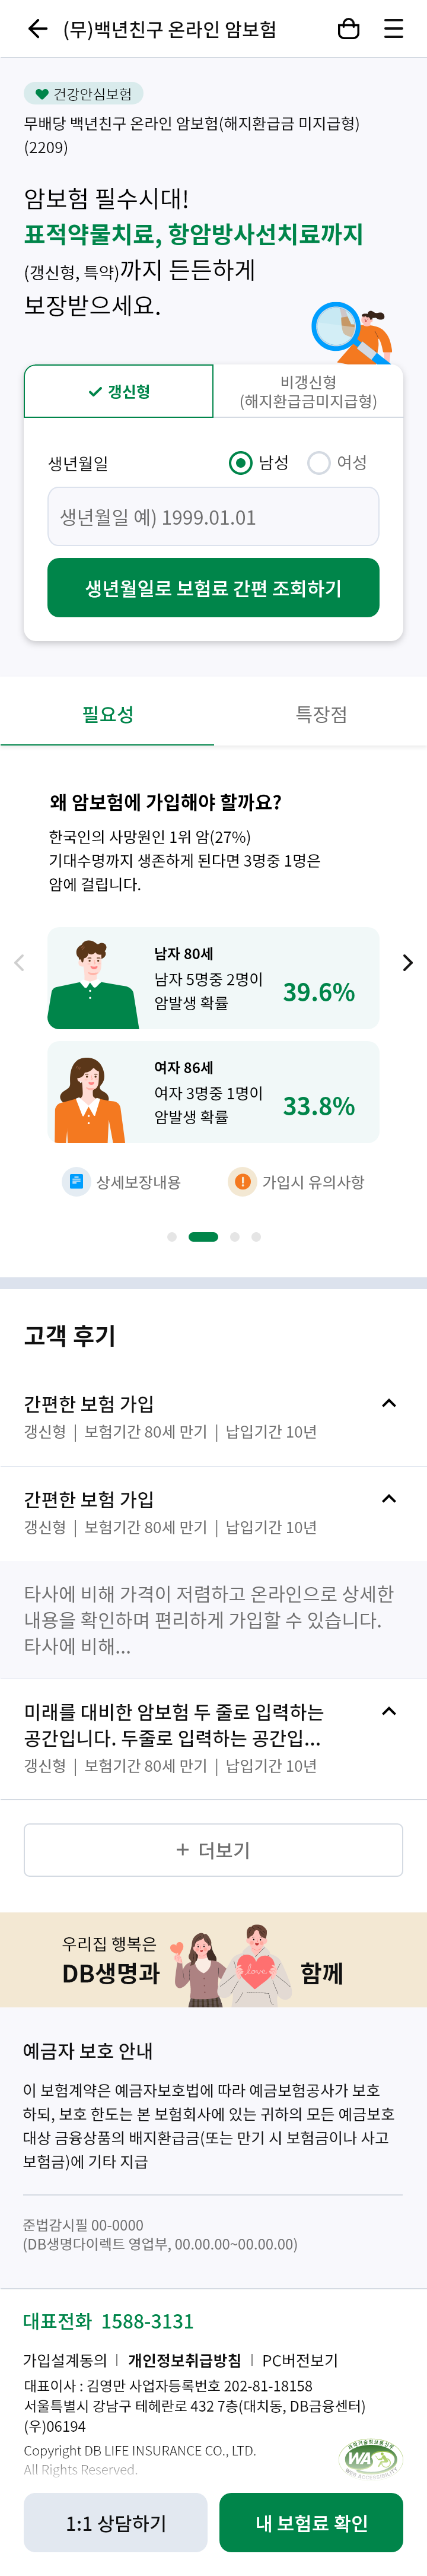 (무)백년친구 온라인 암보험
건강안심보험
무배당 백년친구 온라인 암보험(해지환급금 미지급형)
(2209)
암보험 필수시대!
표적약물치료, 항암방사선치료까지
(갱신형, 특약)까지 든든하게
보장받으세요.
갱신형
비갱신형
(해지환급금미지급형)
생년월일
남성
여성
생년월일 예) 1999.01.01
생년월일로 보험료 간편 조회하기
필요성
특장점
왜 암보험에 가입해야 할까요?
한국인의 사망원인 1위 암(27%)
기대수명까지 생존하게 된다면 3명중 1명은
암에 걸립니다.
남자 80세
남자 5명중 2명이
암발생 확률
39.6%
여자 86세
여자 3명중 1명이
암발생 확률
33.8%
상세보장내용
가입시 유의사항
고객 후기
간편한 보험 가입
갱신형 | 보험기간 80세 만기 | 납입기간 10년
간편한 보험 가입
갱신형 | 보험기간 80세 만기 | 납입기간 10년
타사에 비해 가격이 저렴하고 온라인으로 상세한
내용을 확인하며 편리하게 가입할 수 있습니다.
타사에 비해...
미래를 대비한 암보험 두 줄로 입력하는
공간입니다. 두줄로 입력하는 공간입...
갱신형 | 보험기간 80세 만기 | 납입기간 10년
+ 더보기
우리집 행복은
DB생명과
love
함께
예금자 보호 안내
이 보험계약은 예금자보호법에 따라 예금보험공사가 보호
하되, 보호 한도는 본 보험회사에 있는 귀하의 모든 예금보호
대상 금융상품의 배지환급금(또는 만기 시 보험금이나 사고
보험금)에 기타 지급
준법감시필 00-0000
(DB생명다이렉트 영업부, 00.00.00~00.00.00)
대표전화 1588-3131
가입설계동의 | 개인정보취급방침 | PC버전보기
대표이사 : 김영만 사업자등록번호 202-81-18158
서울특별시 강남구 테헤란로 432 7층(대치동, DB금융센터)
(우)06194
Copyright DB LIFE INSURANCE CO., LTD.
All Rights Reserved.
과학기술정보통신부
WA
WEB ACCESSIBILITY
1:1 상담하기
내 보험료 확인